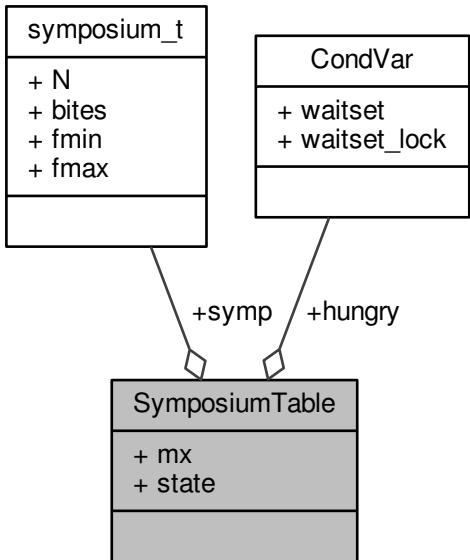 symposium_t
+ N
+ bites
+ fmin
+ fmax
CondVar
+ waitset
+ waitset_lock
+symp
+hungry
SymposiumTable
+ mx
+ state